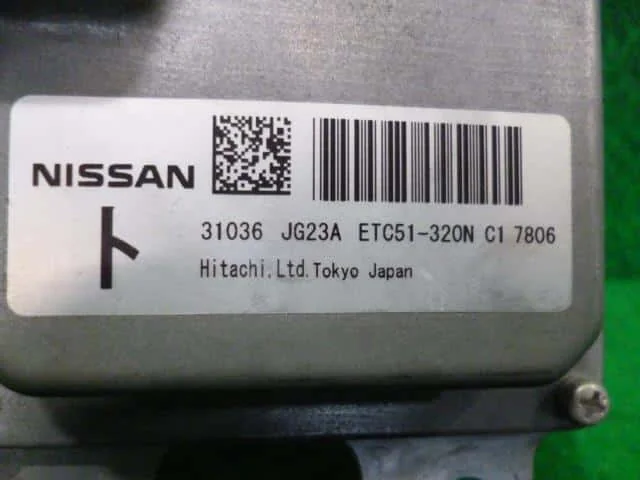 NISSAN
ト
31036 JG23A ETC51-320N C1 7806
Hitachi,Ltd.Tokyo Japan